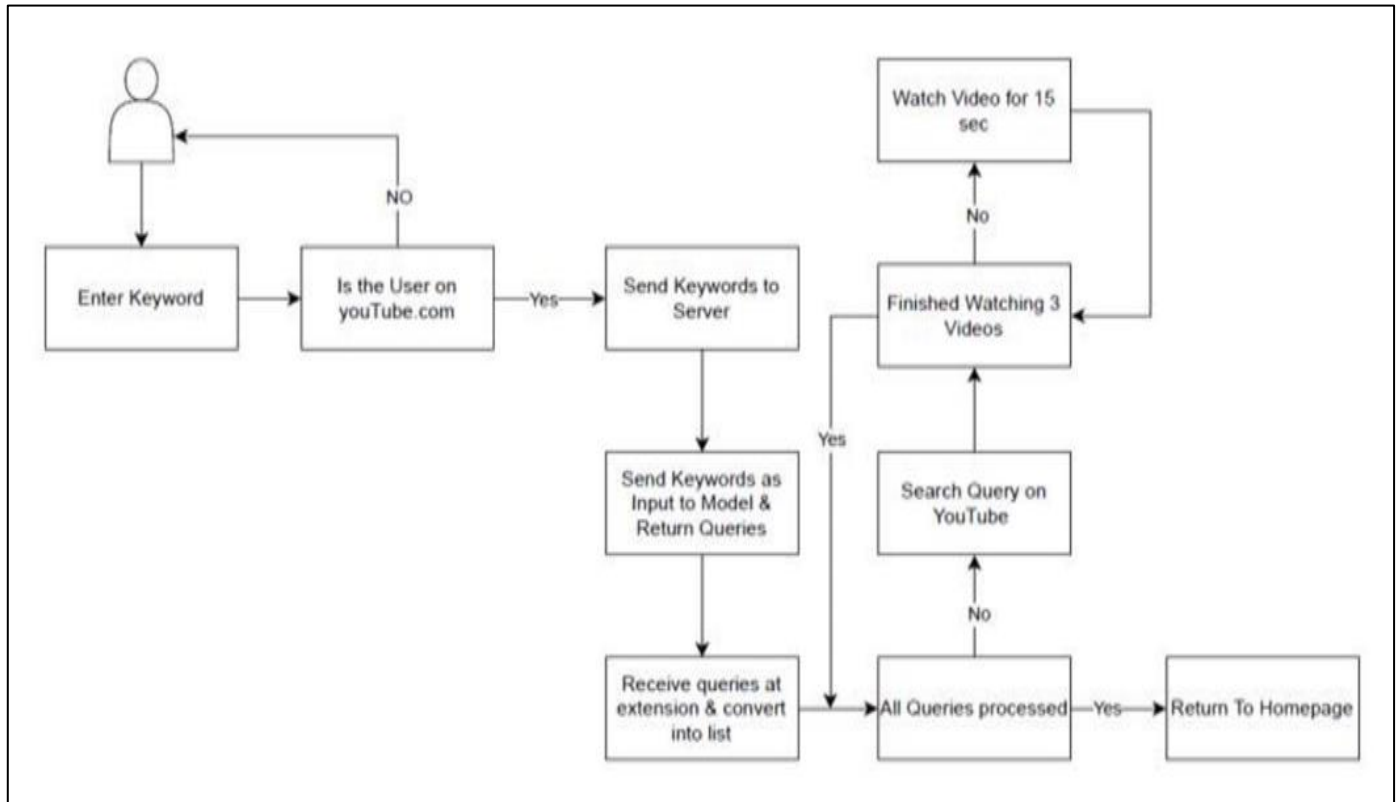 NO
Enter Keyword
Is the User on
youTube.com
Yes
Send Keywords to
Server
Send Keywords as
Input to Model &
Return Queries
Receive queries at
extension & convert
into list
Watch Video for 15
sec
No
Finished Watching 3
Videos
Yes
Search Query on
YouTube
No
All Queries processed
Yes
Return To Homepage